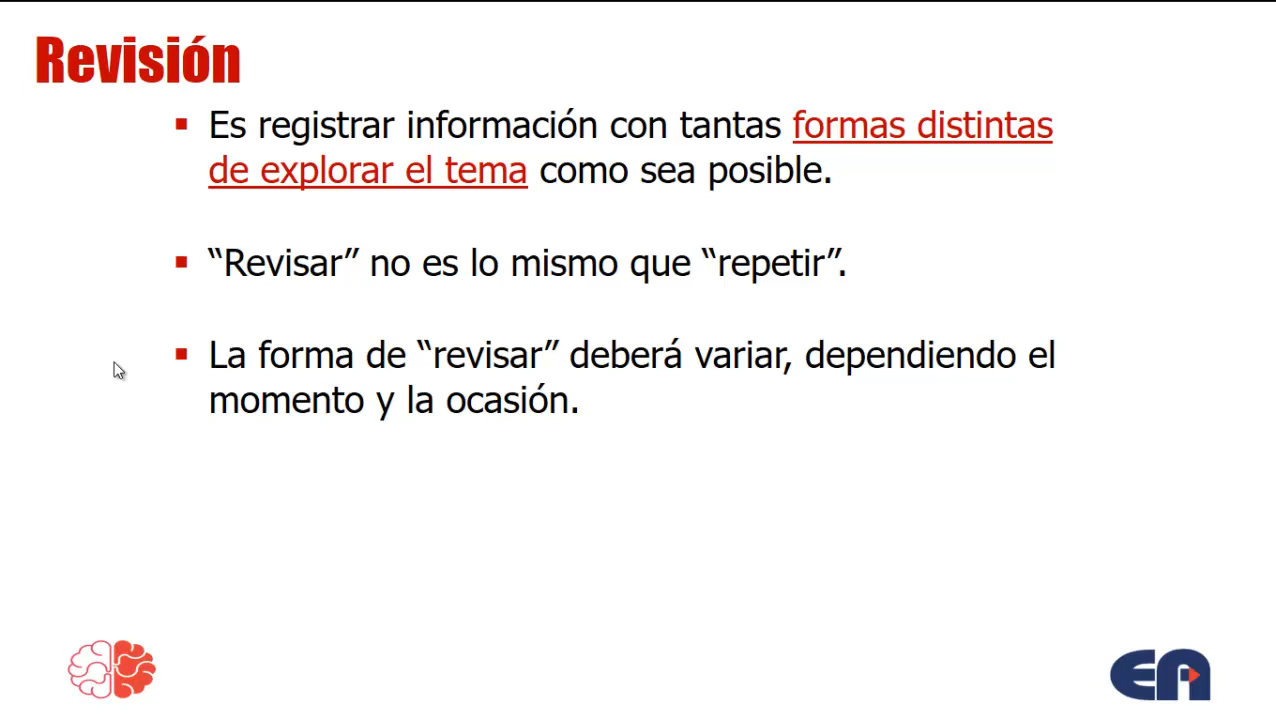 Revisión
▪ Es registrar información con tantas formas distintas
de explorar el tema como sea posible.
▪ “Revisar” no es lo mismo que “repetir”.
▪ La forma de “revisar” deberá variar, dependiendo el
momento y la ocasión.
EA